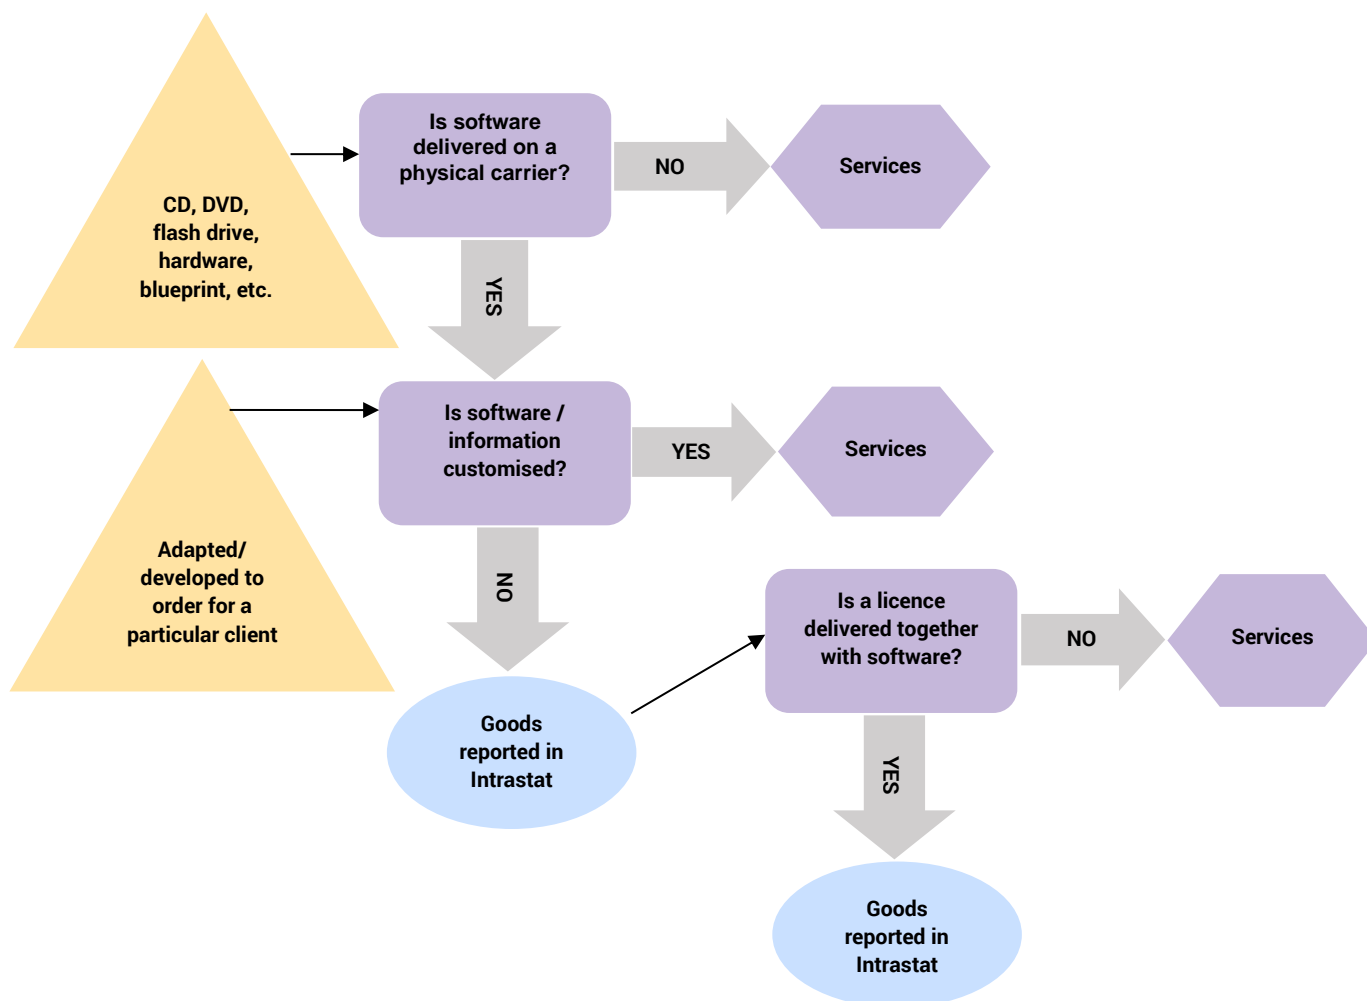 Is software
delivered on a
physical carrier?
NO
Services
CD, DVD,
flash drive,
hardware,
blueprint, etc.
YES
Is software /
information
customised?
YES
Services
Adapted/
developed to
order for a
particular client
NO
Is a licence
delivered together
with software?
NO
Services
Goods
reported in
Intrastat
YES
Goods
reported in
Intrastat